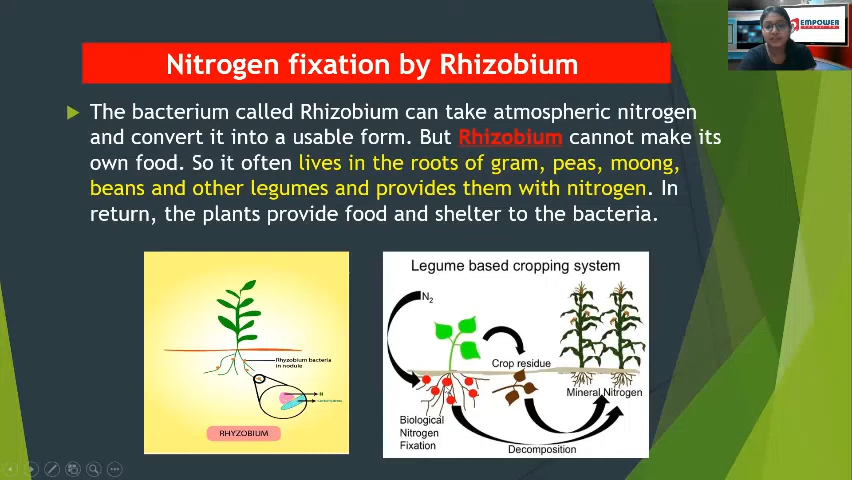 Nitrogen fixation by Rhizobium
The bacterium called Rhizobium can take atmospheric nitrogen
and convert it into a usable form. But Rhizobium cannot make its
own food. So it often lives in the roots of gram, peas, moong,
beans and other legumes and provides them with nitrogen. In
return, the plants provide food and shelter to the bacteria.
Rhyzobium bacteria
in nodule
N
RHYZOBIUM
Legume based cropping system
N₂
Crop residue
Mineral Nitrogen
Biological
Nitrogen
Fixation
Decomposition
EMPOWER